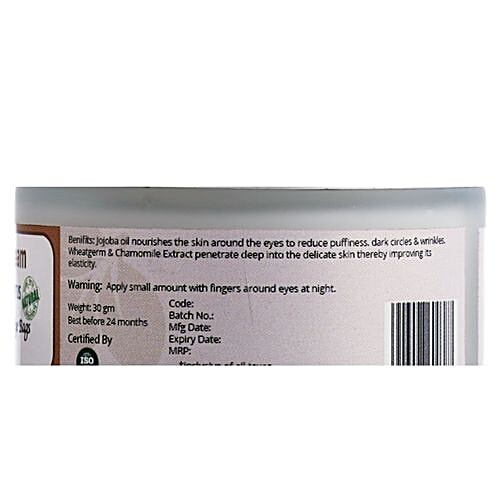 Benifits: Jojoba oil nourishes the skin around the eyes to reduce puffiness, dark circles & wrinkles.
Wheatgerm & Chamomile Extract penetrate deep into the delicate skin thereby improving its
elasticity.
Warning: Apply small amount with fingers around eyes at night.
Weight: 30 gm
Best before 24 months
Certified By
ISO
Code:
Batch No.:
Mfg Date:
Expiry Date:
MRP:
NATURAL
Bags